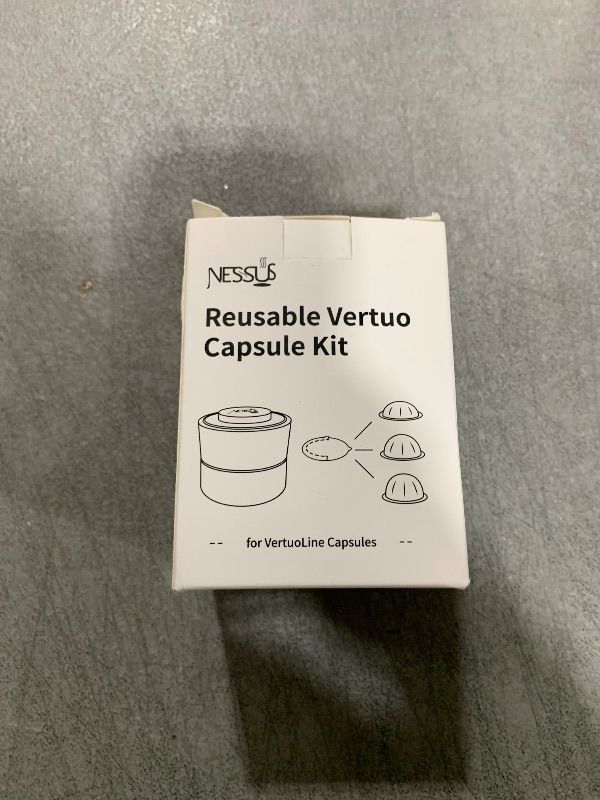 NESSUS
Reusable Vertuo
Capsule Kit
-- for VertuoLine Capsules --